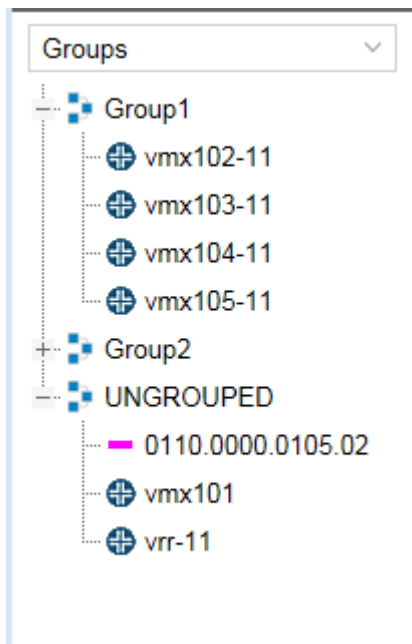 Groups
Group1
vmx102-11
vmx103-11
vmx104-11
vmx105-11
Group2
UNGROUPED
0110.0000.0105.02
vmx101
vrr-11